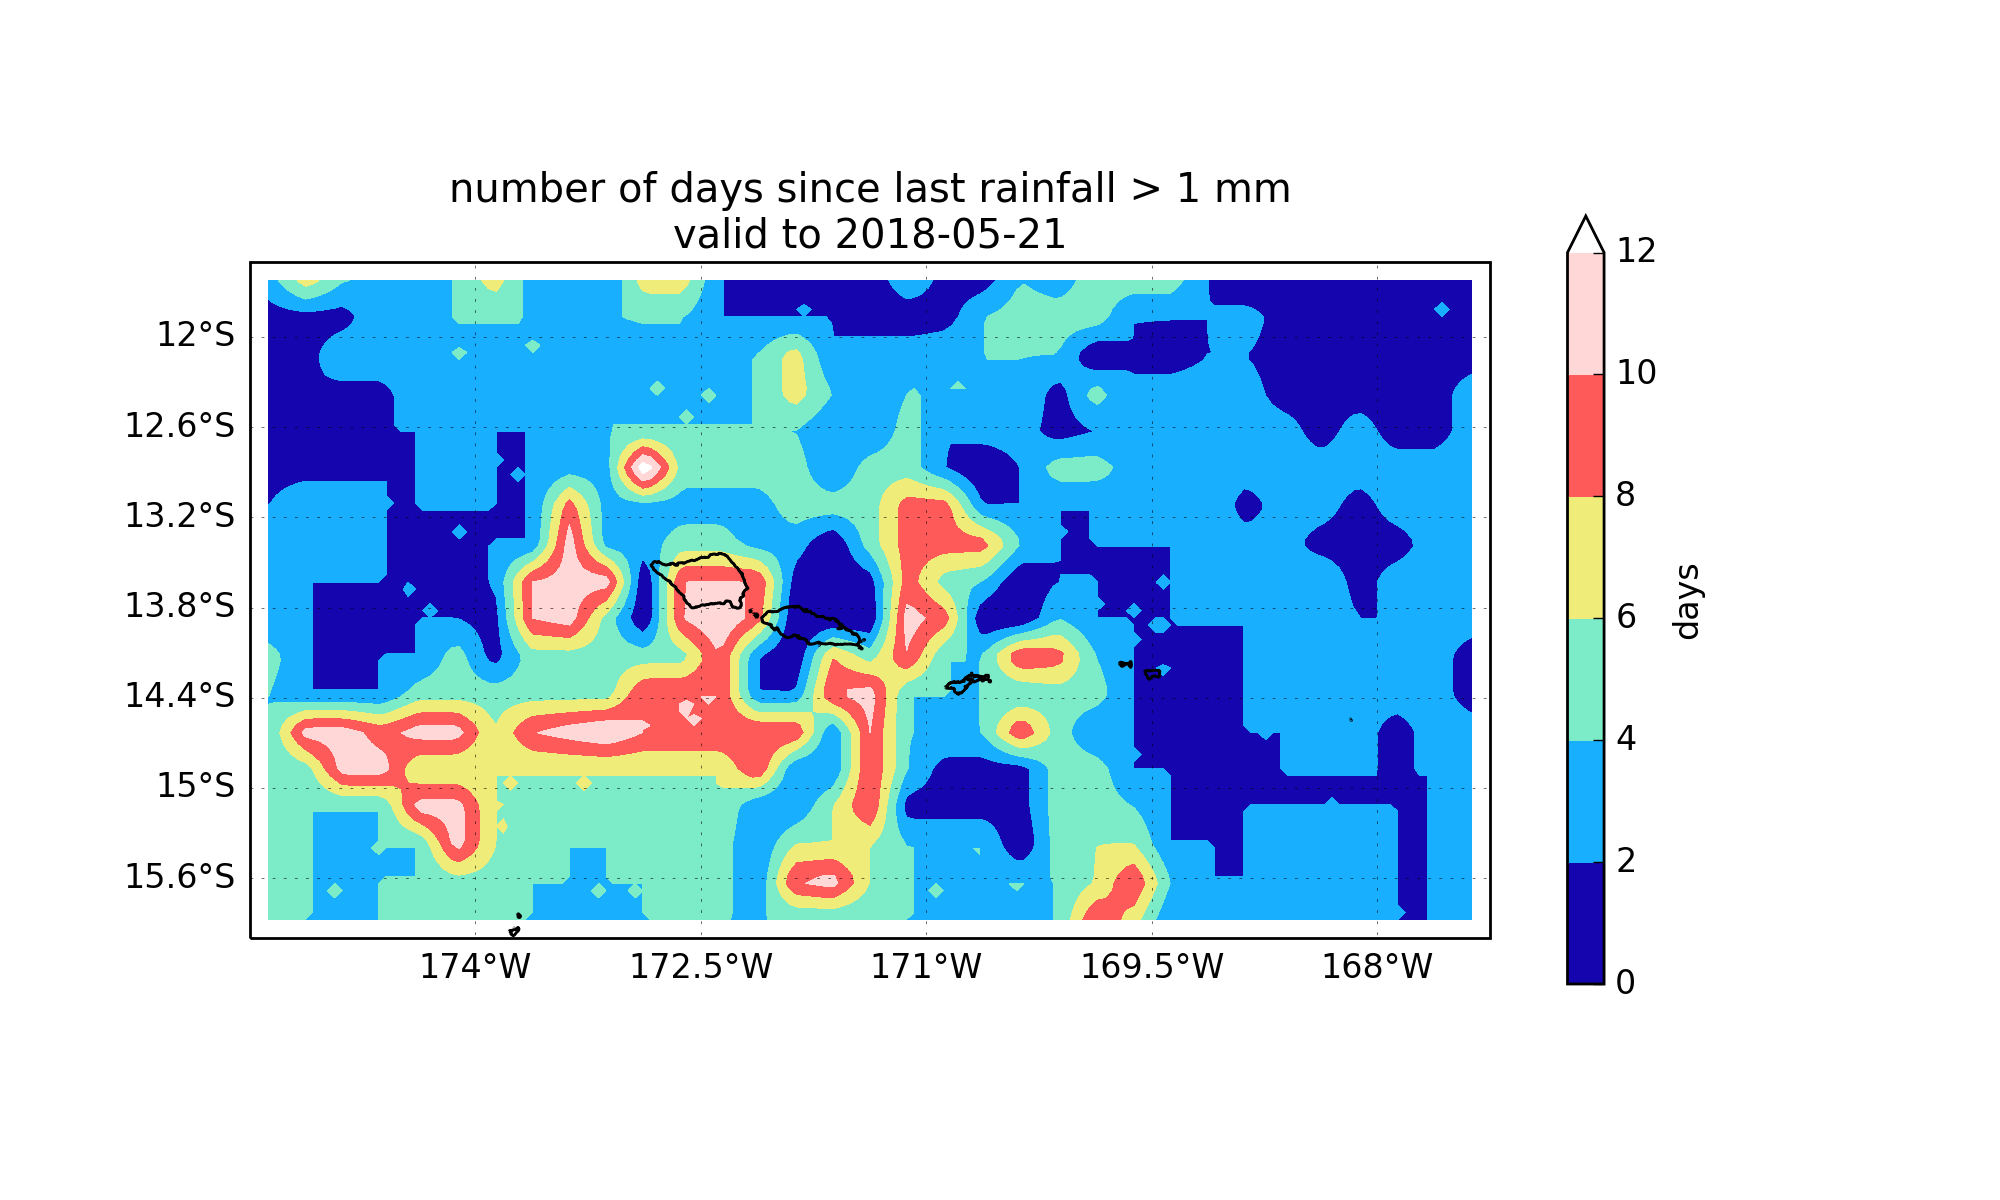 number of days since last rainfall > 1 mm
valid to 2018-05-21
12°S
12.6°S
13.2°S
13.8°S
14.4°S
15°S
15.6°S
174°W
172.5°W
171°W
169.5°W
168°W
12
10
8
6
4
2
0
days